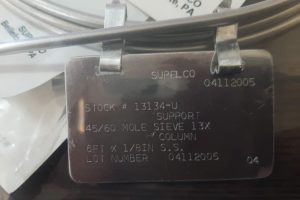 SUPELCO
04112005
STOCK # 13134-U
SUPPORT
45/60 MOLE SIEVE 13X
COLUMN
6FT X 1/8IN S.S.
LOT NUMBER 04112005 04